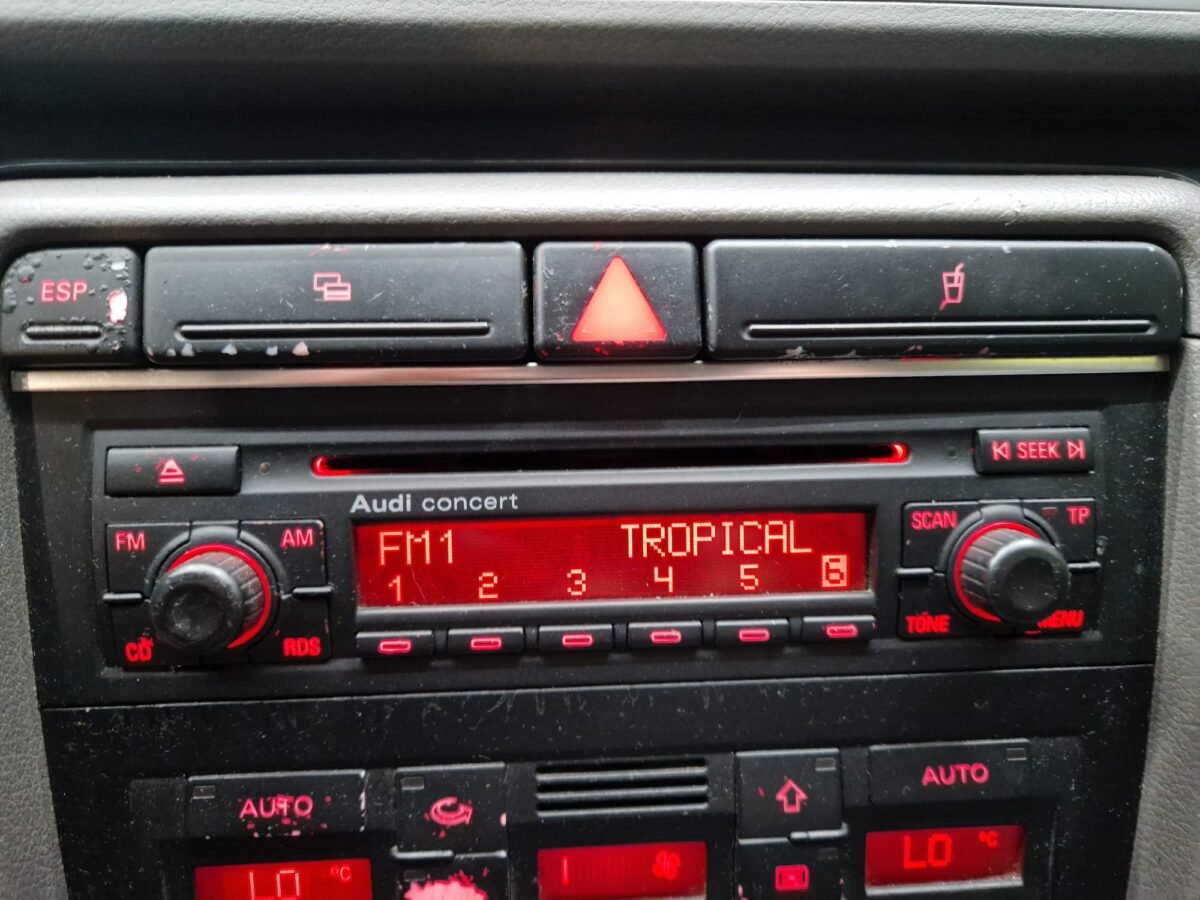 ESP
Audi concert
SEEK
FM AM
FM1 TROPICAL
SCAN TP
1 2 3 4 5 6
CD RDS
TONE MENU
AUTO
AUTO
LO °C
LO °C